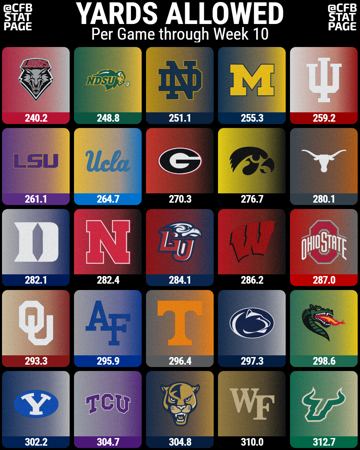 @CFB
STAT
PAGE
YARDS ALLOWED
Per Game through Week 10
@CFB
STAT
PAGE
NDSU
ND
M
IU
240.2 248.8 251.1 255.3 259.2
LSU
Ucla
G
261.1 264.7 270.3 276.7 280.1
D
N
LU
W
OHIO STATE
282.1 282.4 284.1 286.2 287.0
OU
AF
T
293.3 295.9 296.4 297.3 298.6
Y
TCU
WF
302.2 304.7 304.8 310.0 312.7